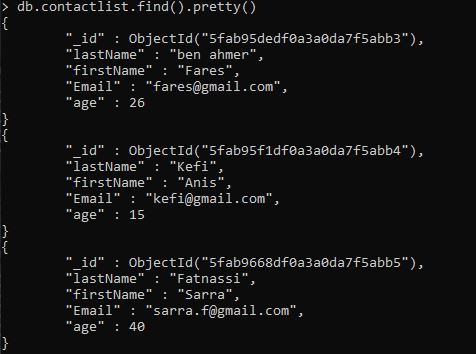 > db.contactlist.find().pretty()
{
        "_id" : ObjectId("5fab95dedf0a3a0da7f5abb3"),
        "lastName" : "ben ahmer",
        "firstName" : "Fares",
        "Email" : "fares@gmail.com",
        "age" : 26
}
{
        "_id" : ObjectId("5fab95f1df0a3a0da7f5abb4"),
        "lastName" : "Kefi",
        "firstName" : "Anis",
        "Email" : "kefi@gmail.com",
        "age" : 15
}
{
        "_id" : ObjectId("5fab9668df0a3a0da7f5abb5"),
        "lastName" : "Fatnassi",
        "firstName" : "Sarra",
        "Email" : "sarra.f@gmail.com",
        "age" : 40
}